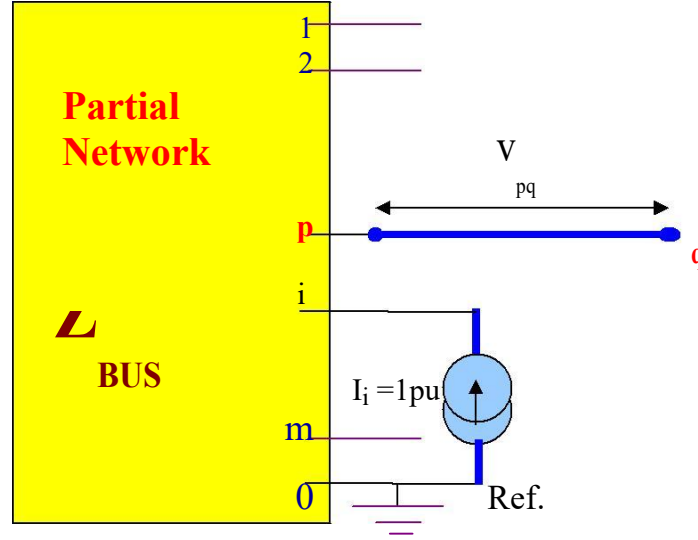 1
2
Partial
Network
V
pq
p
q
i
Z
BUS
I i =1pu
m
0
Ref.